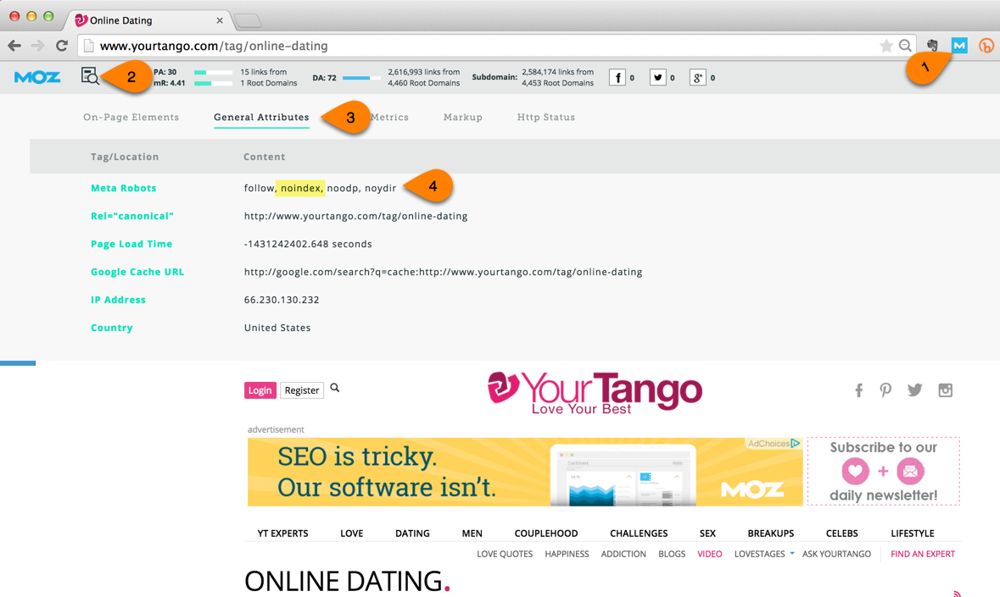 Online Dating
www.yourtango.com/tag/online-dating
1
MOZ
2
PA: 30
mR: 4.41
15 links from
1 Root Domains
DA: 72
2,616,993 links from
4,460 Root Domains
Subdomain:
2,584,174 links from
4,453 Root Domains
0
0
0
On-Page Elements General Attributes 3 Metrics Markup Http Status
Tag/Location Content
Meta Robots follow, noindex, noodp, noydir 4
Rel="canonical" http://www.yourtango.com/tag/online-dating
Page Load Time -1431242402.648 seconds
Google Cache URL http://google.com/search?q=cache:http://www.yourtango.com/tag/online-dating
IP Address 66.230.130.232
Country United States
Login Register
YourTango
Love Your Best
advertisement
SEO is tricky.
Our software isn't.
MOZ
AdChoices
Subscribe to our
+
daily newsletter!
YT EXPERTS LOVE DATING MEN COUPLEHOOD CHALLENGES SEX BREAKUPS CELEBS LIFESTYLE
LOVE QUOTES HAPPINESS ADDICTION BLOGS VIDEO LOVESTAGES ASK YOURTANGO FIND AN EXPERT
ONLINE DATING.